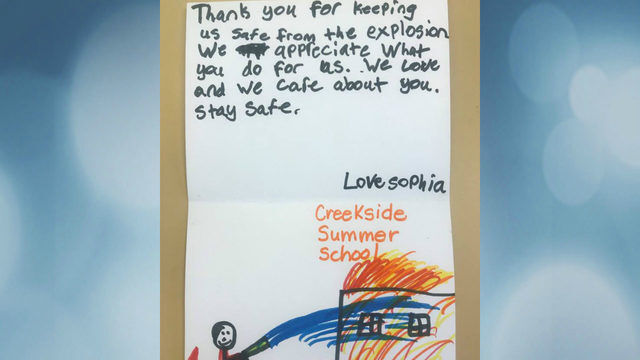 Thank you for keeping
us safe from the explosion
We appreciate what
you do for us. We Love
and we care about you.
Stay safe.
Love sophia
Creekside
Summer
School